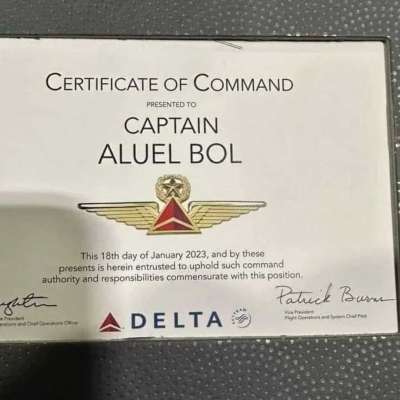 CERTIFICATE OF COMMAND
PRESENTED TO
CAPTAIN
ALUEL BOL
This 18th day of January 2023, and by these
presents is herein entrusted to uphold such command
authority and responsibilities commensurate with this position.
Patrick Burns
President
Operations and Chief Operations Officer
DELTA
SKYTEAM
Vice President
Flight Operations and System Chief Pilot